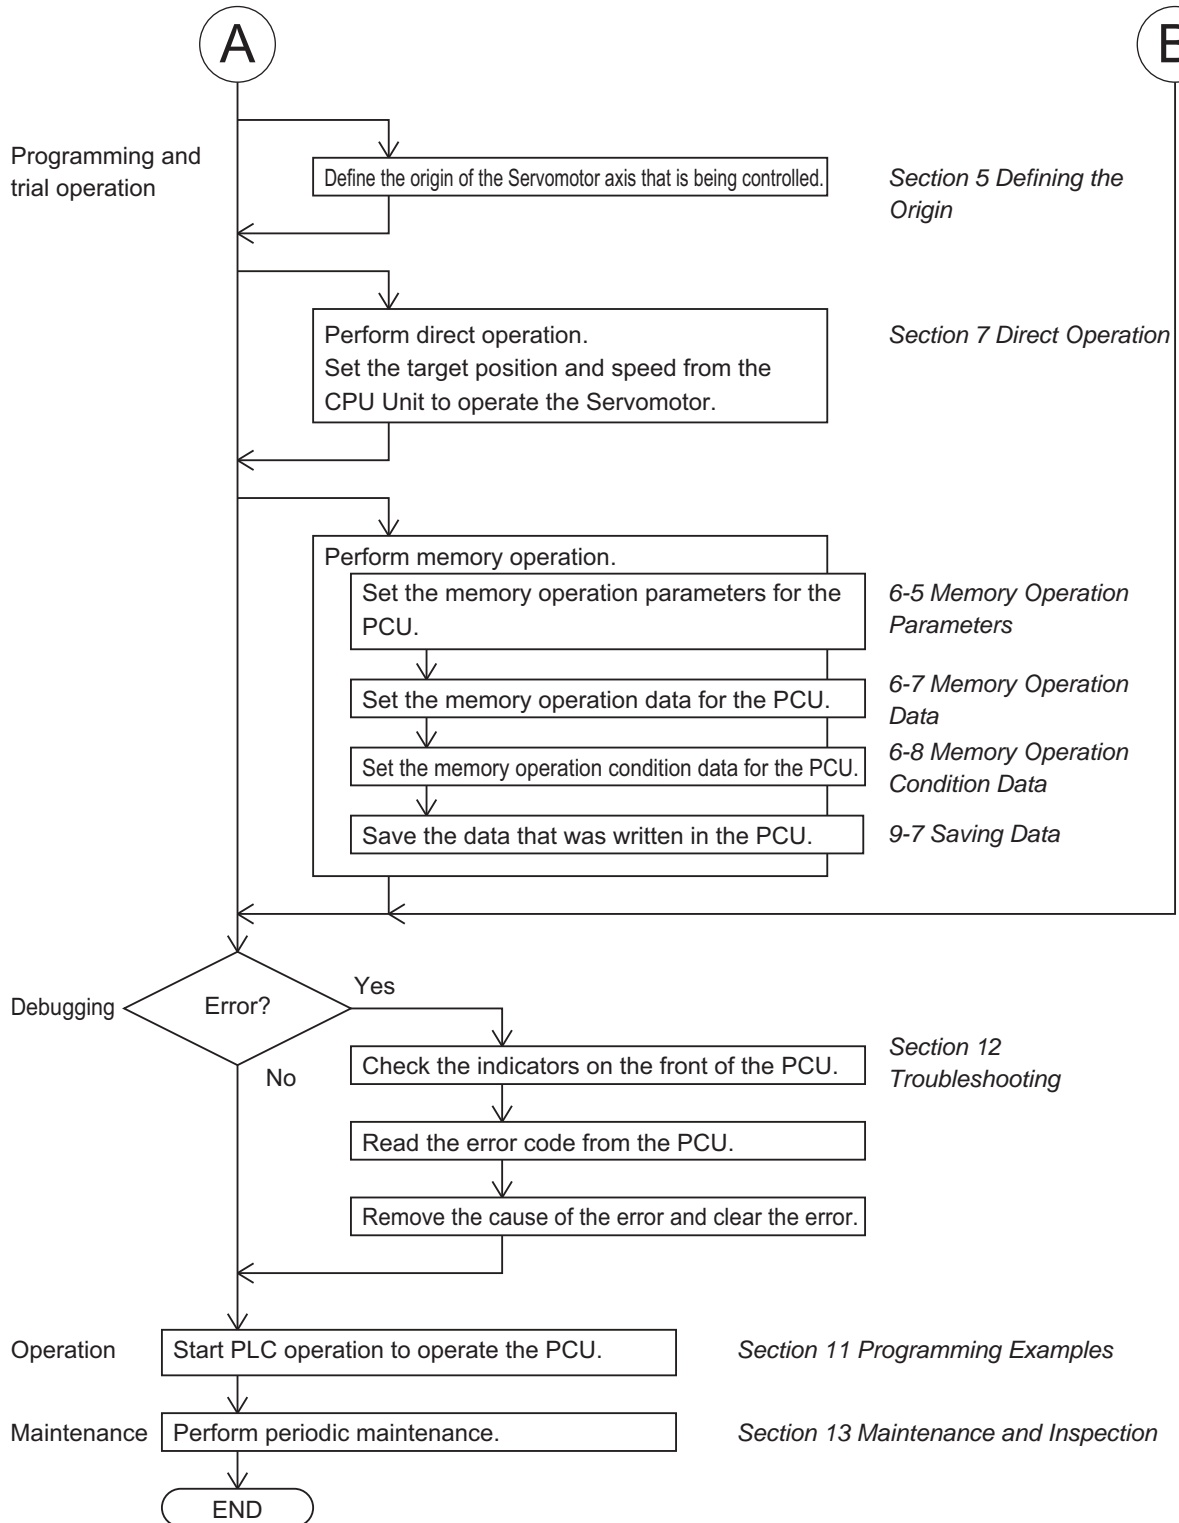 A
B
Programming and
trial operation
Define the origin of the Servomotor axis that is being controlled.
Section 5 Defining the
Origin
Perform direct operation.
Set the target position and speed from the
CPU Unit to operate the Servomotor.
Section 7 Direct Operation
Perform memory operation.
Set the memory operation parameters for the
PCU.
6-5 Memory Operation
Parameters
Set the memory operation data for the PCU.
6-7 Memory Operation
Data
Set the memory operation condition data for the PCU.
6-8 Memory Operation
Condition Data
Save the data that was written in the PCU.
9-7 Saving Data
Debugging
Error?
Yes
No
Check the indicators on the front of the PCU.
Section 12
Troubleshooting
Read the error code from the PCU.
Remove the cause of the error and clear the error.
Operation
Start PLC operation to operate the PCU.
Section 11 Programming Examples
Maintenance
Perform periodic maintenance.
Section 13 Maintenance and Inspection
END